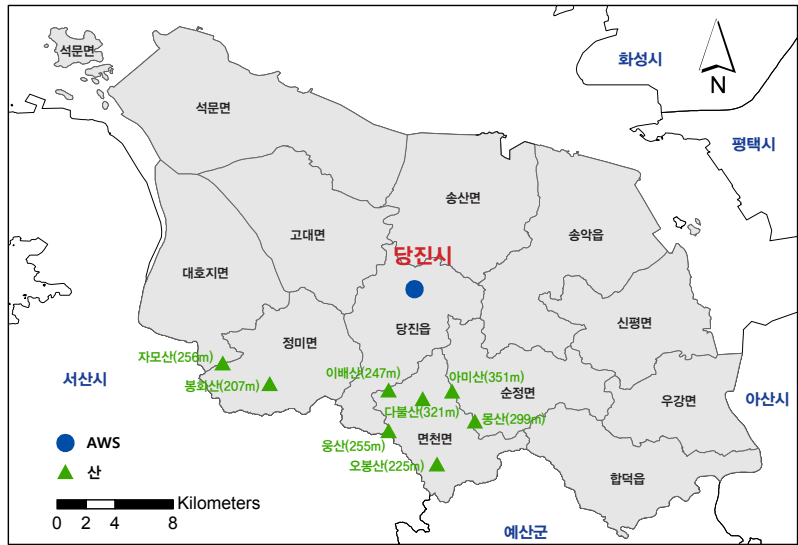 석문면
화성시
N
석문면
평택시
송산면
송악읍
고대면
당진시
대호지면
당진읍
신평면
정미면
자모산(256m)
이배산(247m)
아미산(351m)
서산시
봉화산(207m)
순정면
우강면
아산시
다불산(321m)
몽산(299m)
웅산(255m)
면천면
AWS
오봉산(225m)
산
합덕읍
Kilometers
0 2 4 8
예산군